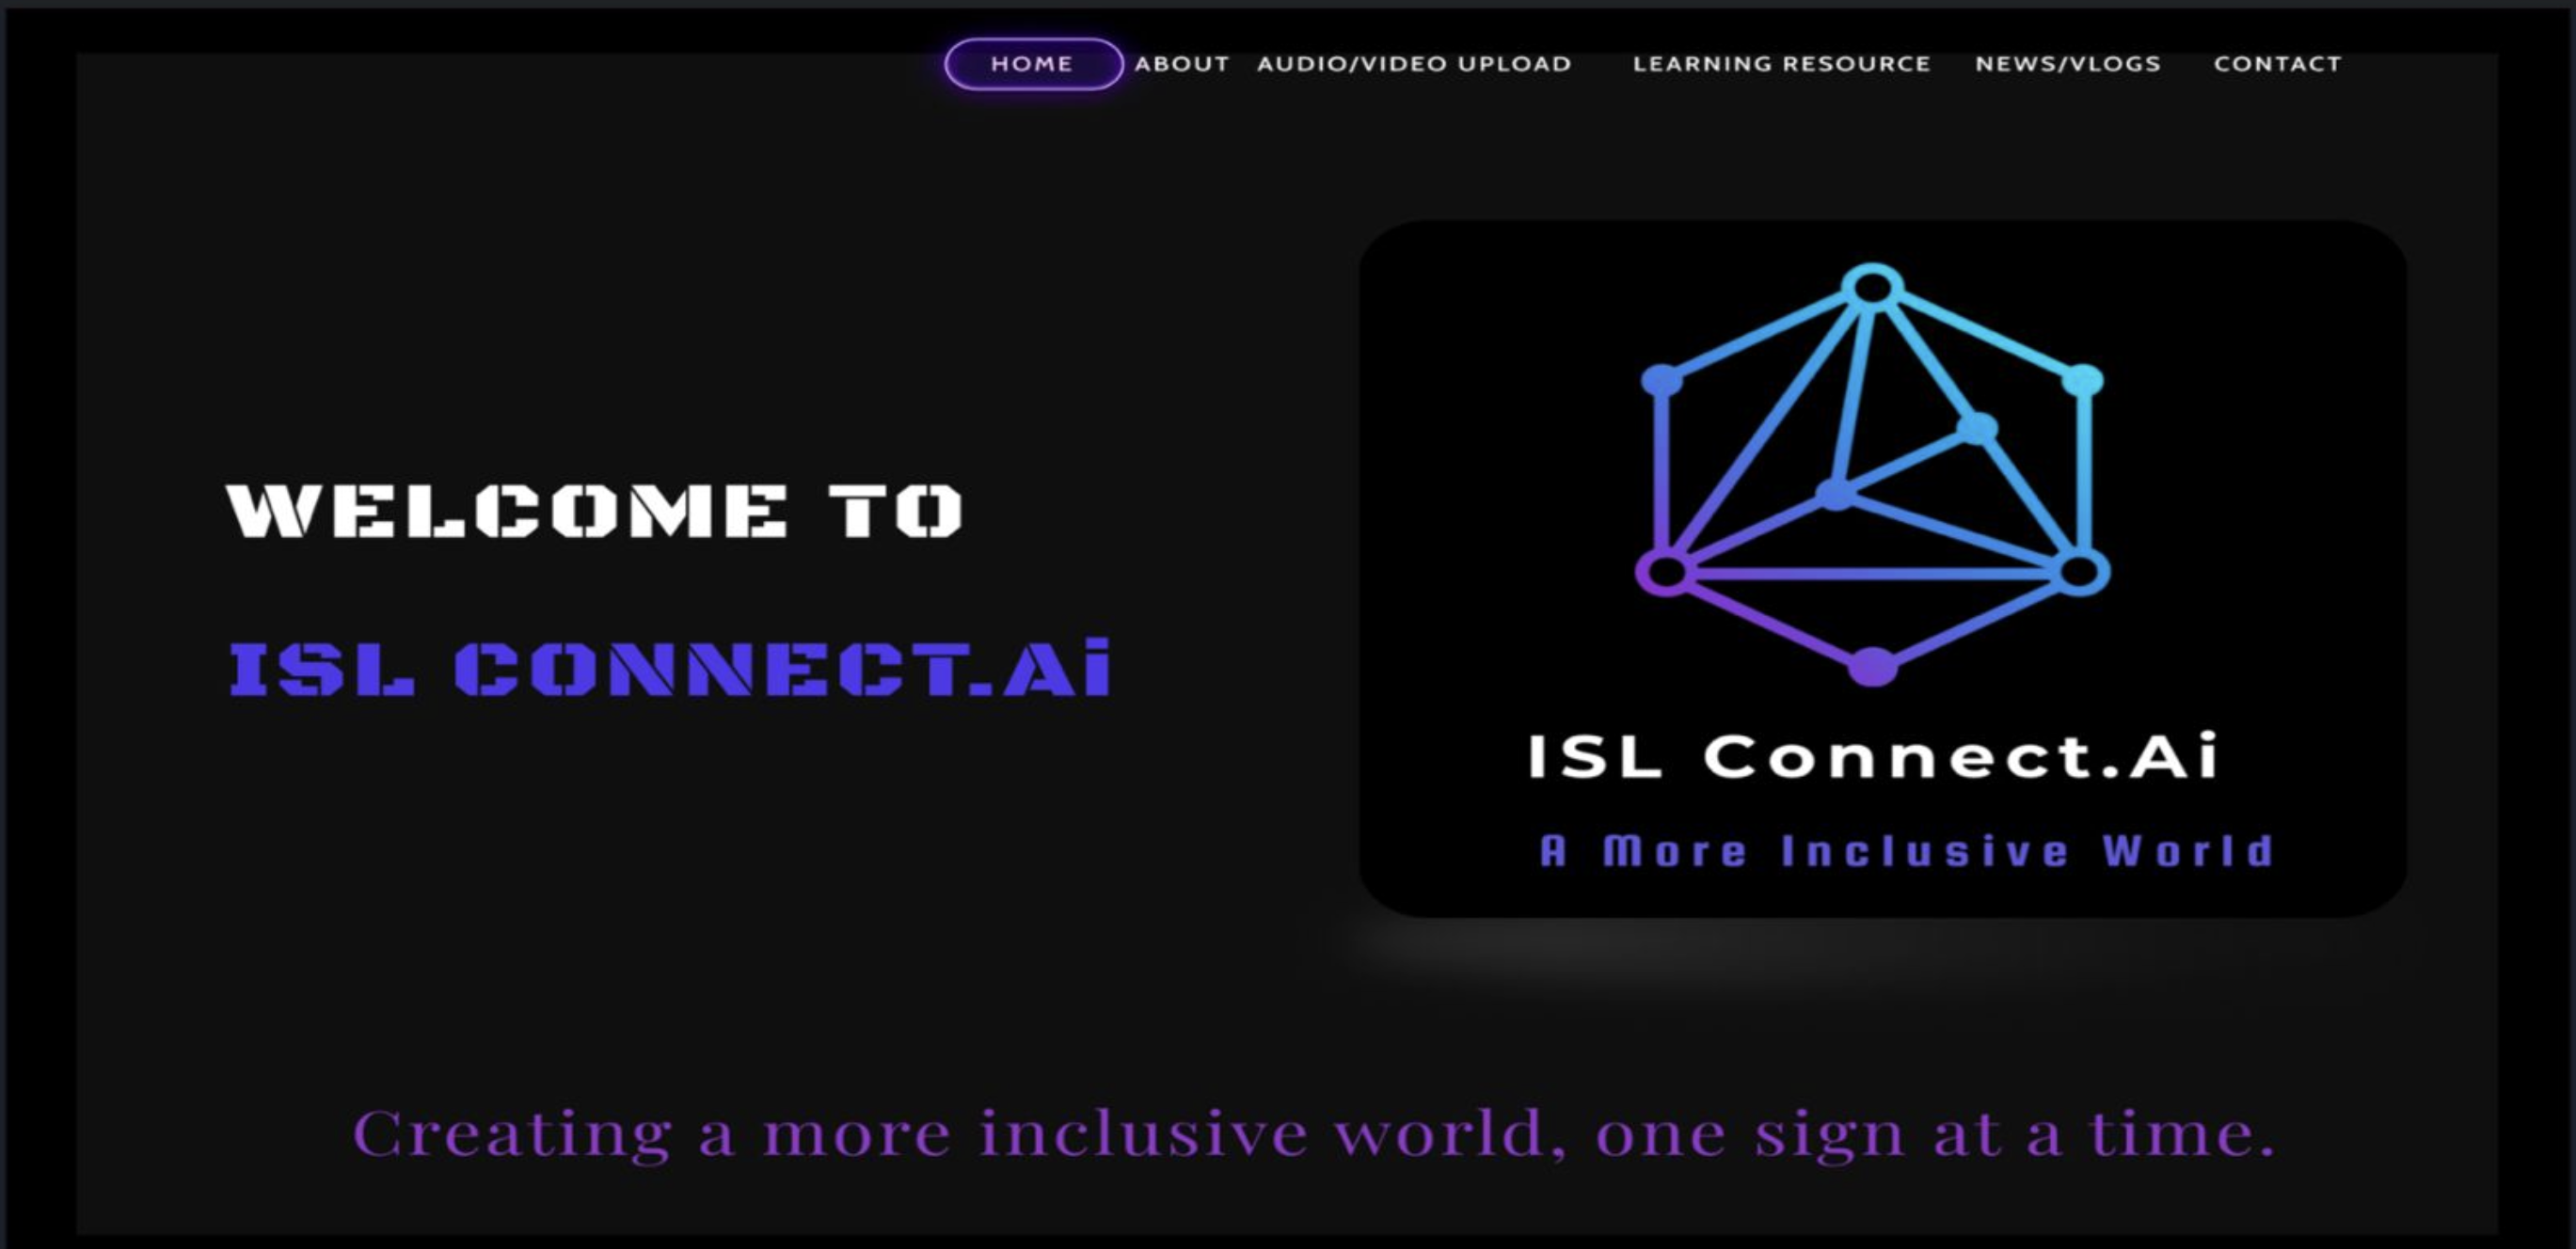 HOME ABOUT AUDIO/VIDEO UPLOAD LEARNING RESOURCE NEWS/VLOGS CONTACT
WELCOME TO
ISL CONNECT.Ai
ISL Connect.Ai
A More Inclusive World
Creating a more inclusive world, one sign at a time.